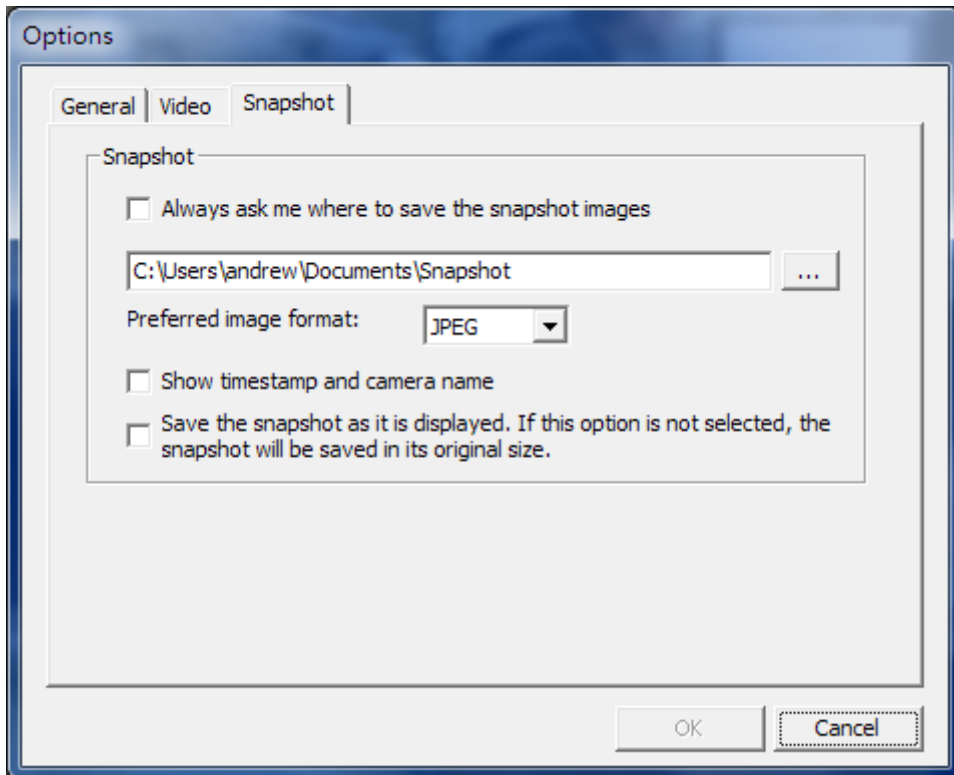 Options
General
Video
Snapshot
Snapshot
Always ask me where to save the snapshot images
C:\Users\andrew\Documents\Snapshot
...
Preferred image format:
JPEG
Show timestamp and camera name
Save the snapshot as it is displayed. If this option is not selected, the
snapshot will be saved in its original size.
OK
Cancel